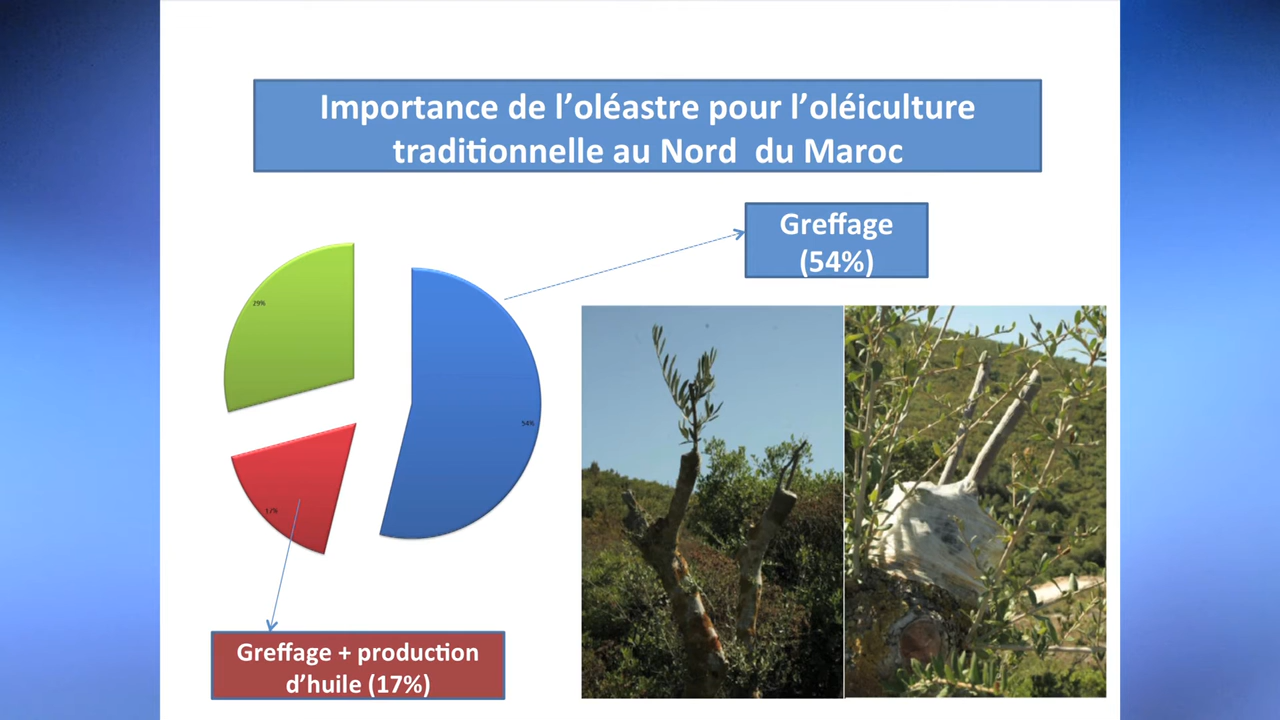 Importance de l’oléastre pour l’oléiculture
traditionnelle au Nord  du Maroc
Greffage
(54%)
29%
54%
17%
Greffage + production
d’huile (17%)